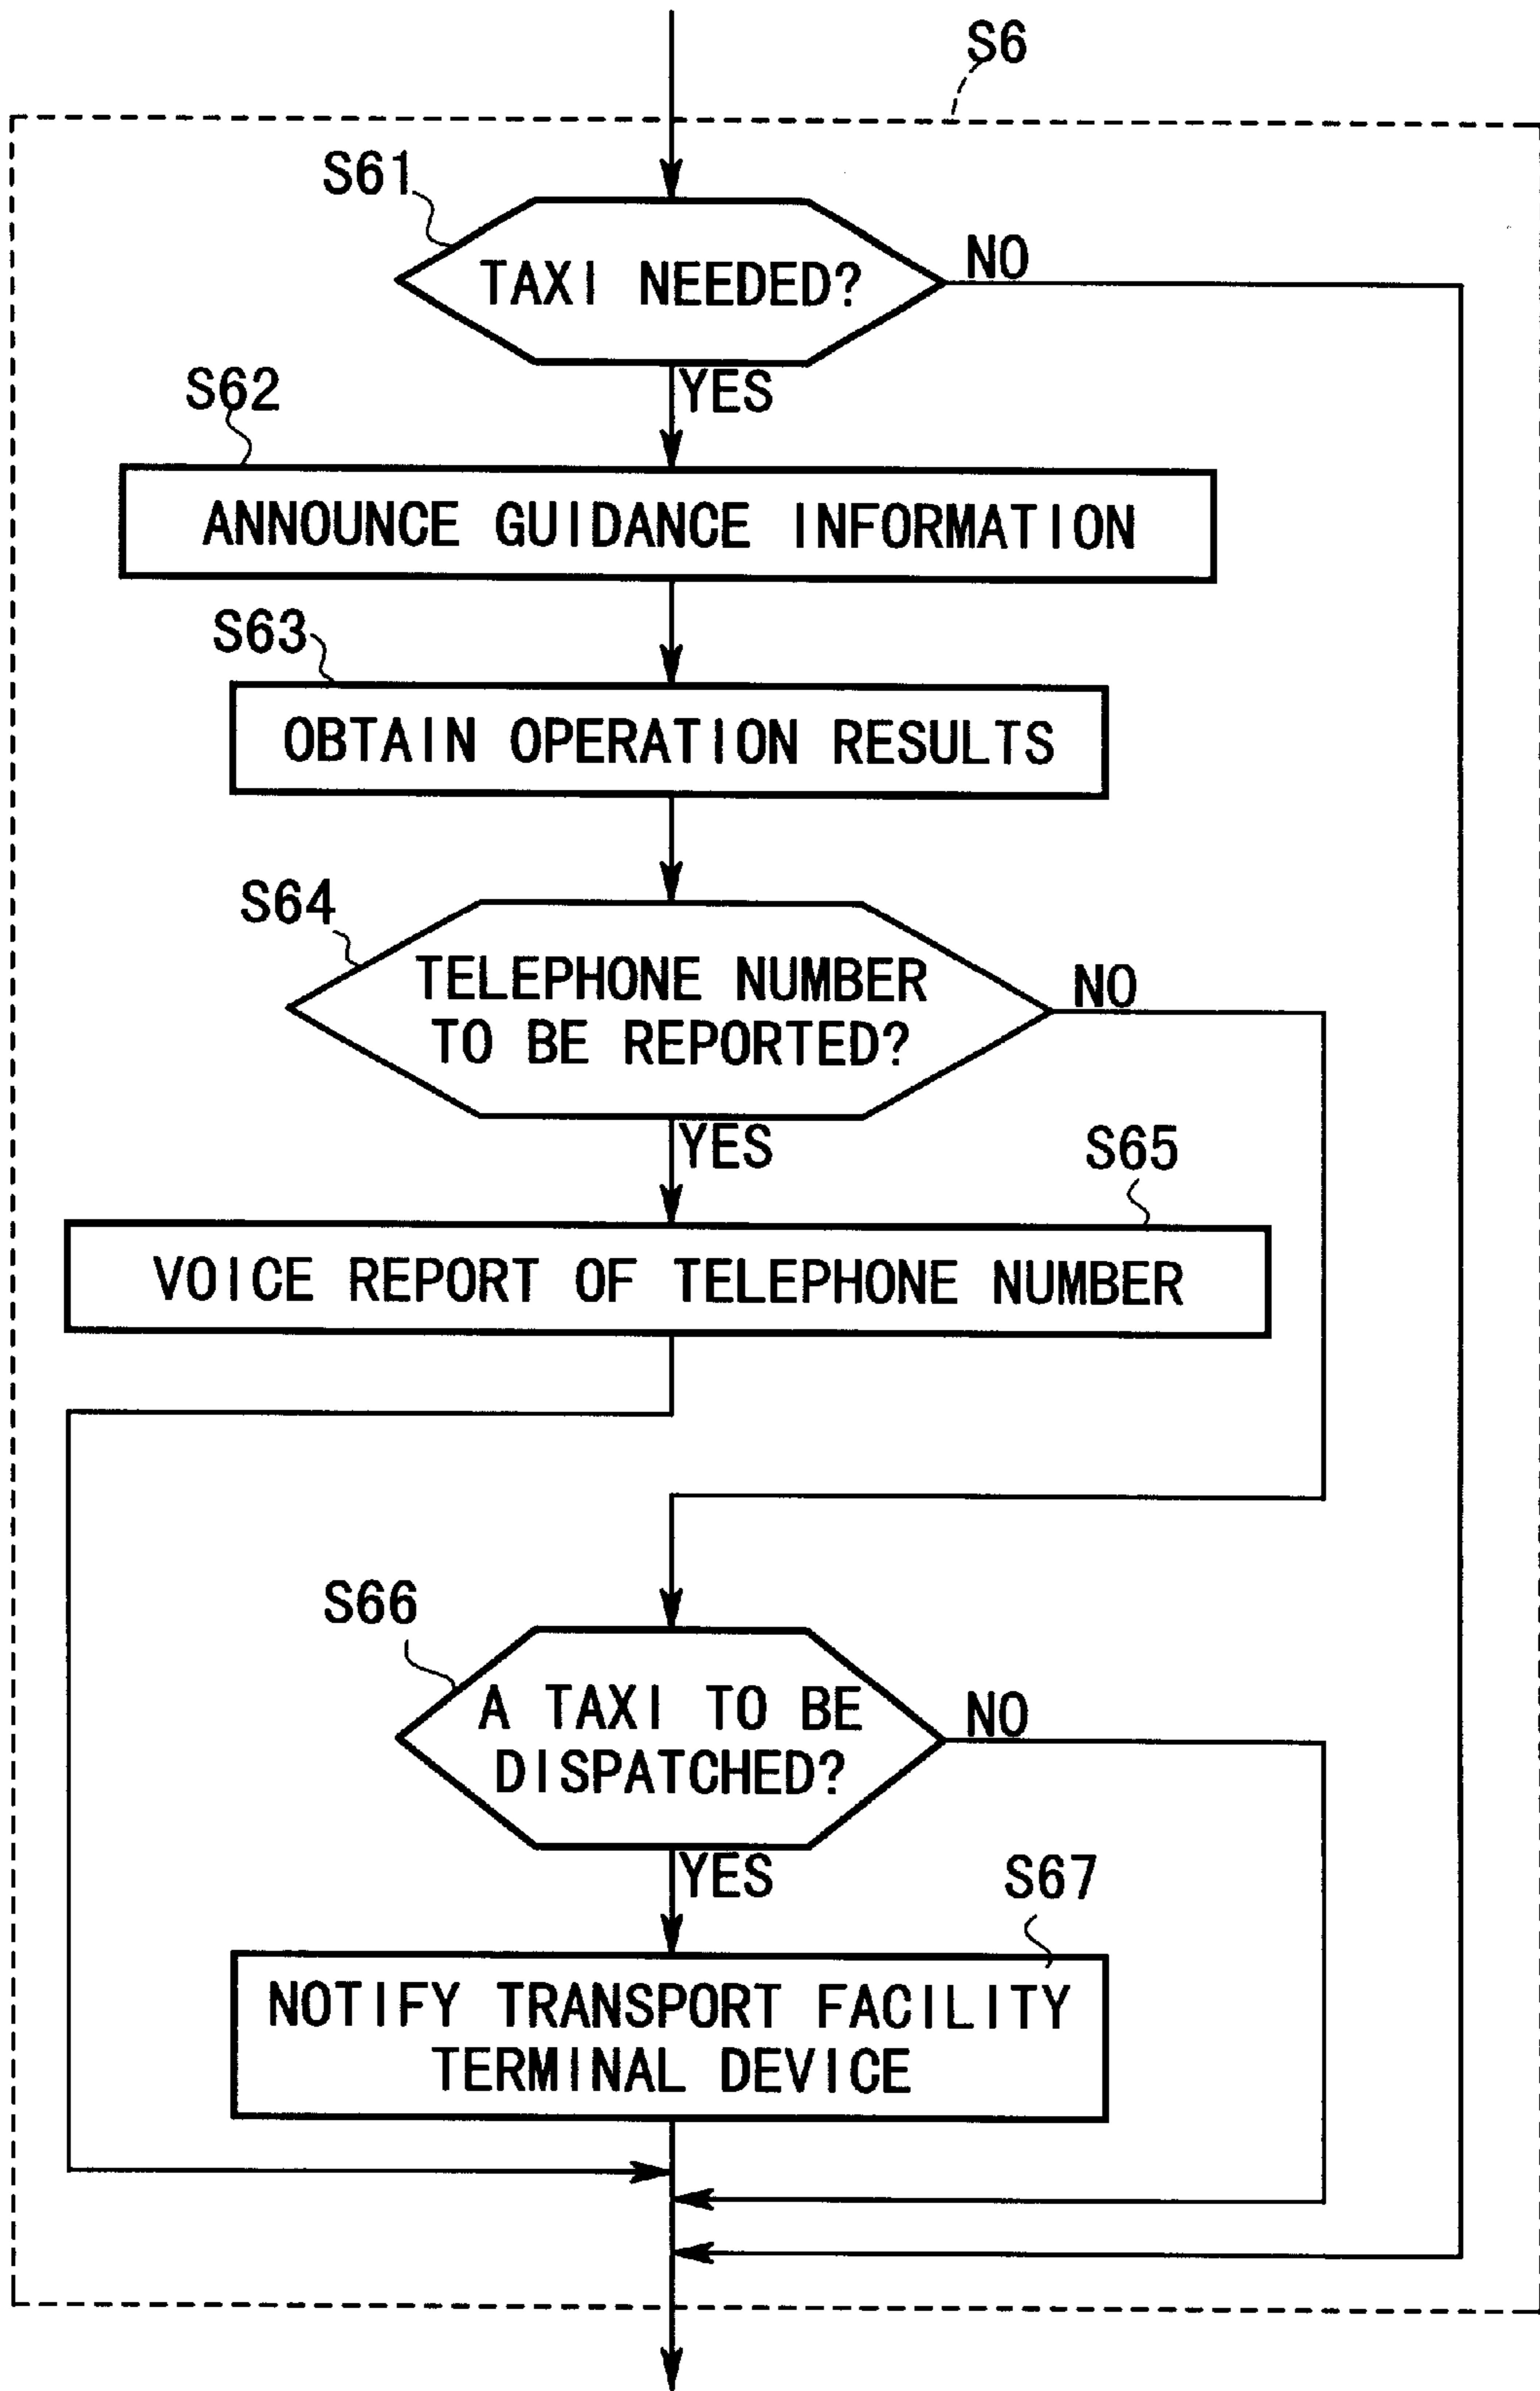 S6
S61
TAXI NEEDED?
NO
YES
S62
ANNOUNCE GUIDANCE INFORMATION
S63
OBTAIN OPERATION RESULTS
S64
TELEPHONE NUMBER
TO BE REPORTED?
NO
YES
S65
VOICE REPORT OF TELEPHONE NUMBER
S66
A TAXI TO BE
DISPATCHED?
NO
YES
S67
NOTIFY TRANSPORT FACILITY
TERMINAL DEVICE